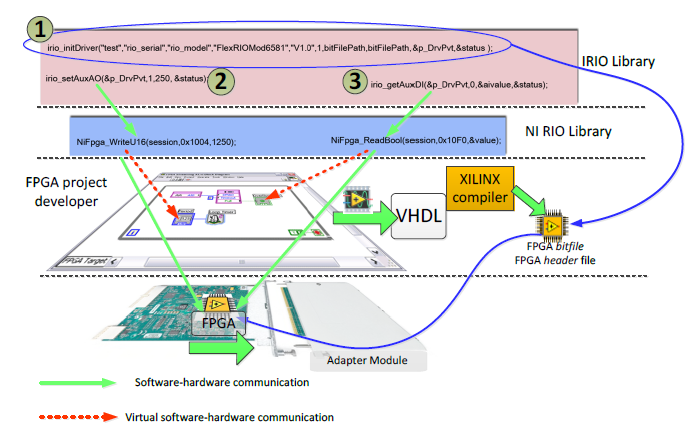 1
irio_initDriver("test","rio_serial","rio_model","FlexRIOMod6581","V1.0",1,bitFilePath,bitFilePath, &p_DrvPvt,&status );
IRIO Library
irio_setAuxAO(&p_DrvPvt,1,250, &status);
2
3
irio_getAuxDI(&p_DrvPvt,0,&aivalue,&status);
NI RIO Library
NiFpga_WriteU16(session,0x1004,1250);
NiFpga_ReadBool(session,0x10F0,&value);
FPGA project
developer
XILINX
compiler
VHDL
FPGA bitfile
FPGA header file
FPGA Target
FPGA
Adapter Module
Software-hardware communication
Virtual software-hardware communication